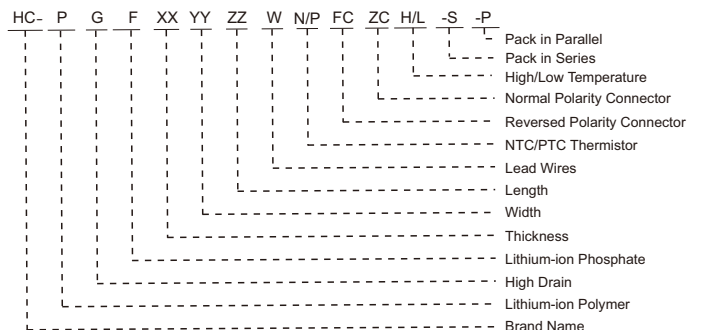 HC- P G F XX YY ZZ W N/P FC ZC H/L -S -P
Pack in Parallel
Pack in Series
High/Low Temperature
Normal Polarity Connector
Reversed Polarity Connector
NTC/PTC Thermistor
Lead Wires
Length
Width
Thickness
Lithium-ion Phosphate
High Drain
Lithium-ion Polymer
Brand Name